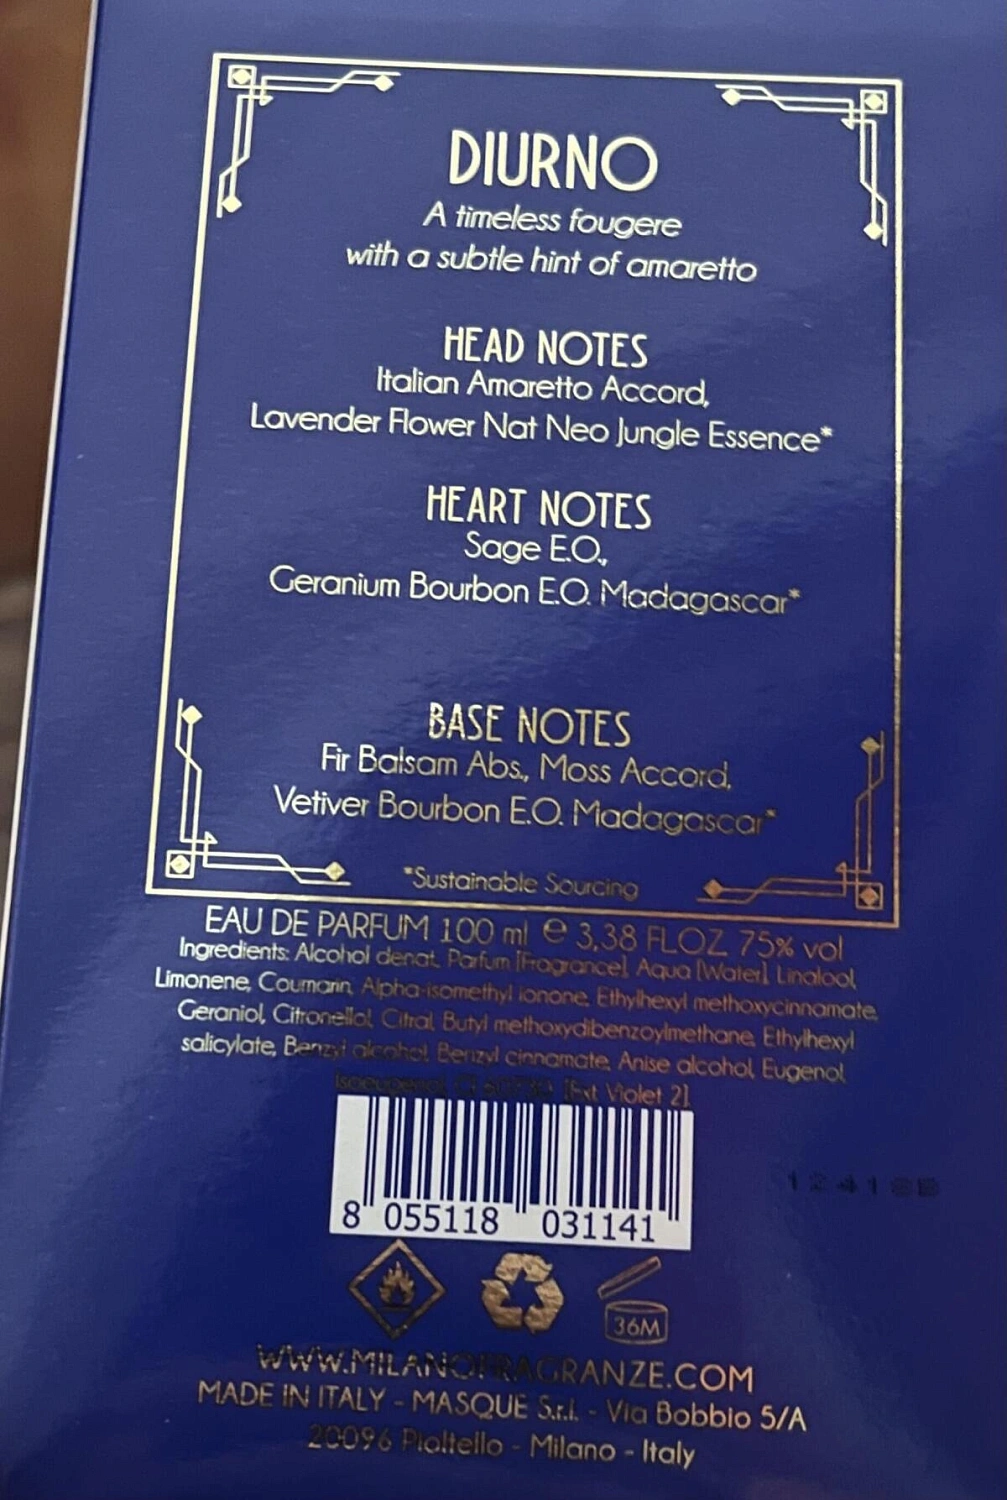 DIURNO
A timeless fougere
with a subtle hint of amaretto
HEAD NOTES
Italian Amaretto Accord,
Lavender Flower Nat Neo Jungle Essence*
HEART NOTES
Sage E.O.,
Geranium Bourbon E.O. Madagascar*
BASE NOTES
Fir Balsam Abs., Moss Accord,
Vetiver Bourbon E.O. Madagascar*
*Sustainable Sourcing
EAU DE PARFUM 100 ml e 3,38 FLOZ 75% vol
Ingredients: Alcohol denat. Parfum [Fragrance], Aqua [Water], Linalool,
Limonene, Coumarin, Alpha-isomethyl ionone, Ethylhexyl methoxycinnamate,
Geraniol, Citronellol, Citral, Butyl methoxydibenzoylmethane, Ethylhexyl
salicylate, Benzyl alcohol, Benzyl cinnamate, Anise alcohol, Eugenol,
Isoeugenol, [Ext. Violet 2]
8 055118 031141
36M
WWW.MILANOFRAGRANZE.COM
MADE IN ITALY - MASQUE S.r.l. - Via Bobbio 5/A
20096 Pioltello - Milano - Italy